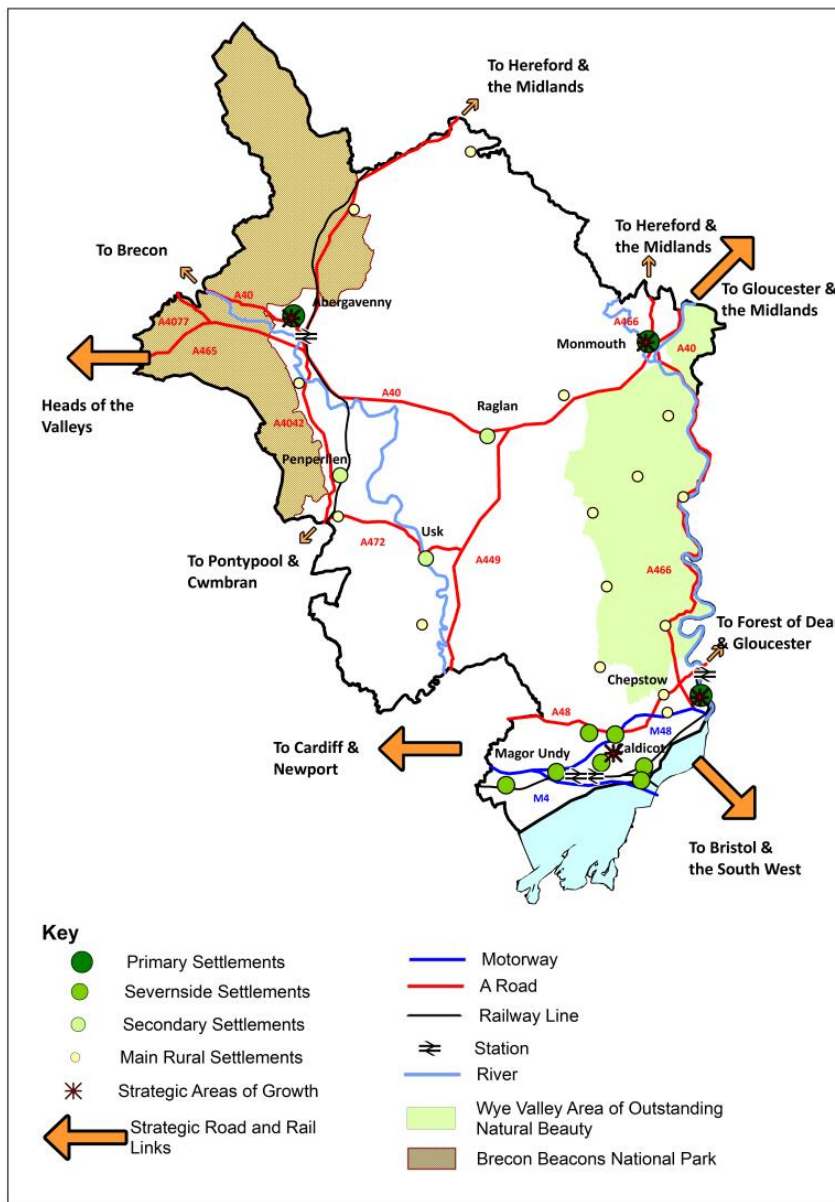 To Hereford &
the Midlands
To Hereford &
the Midlands
To Brecon
To Gloucester &
the Midlands
A40
Abergavenny
A4077
A466
A465
Monmouth
A40
Heads of the
Valleys
A40
Raglan
A4042
Penperlleni
Usk
A472
A449
To Pontypool &
Cwmbran
A466
To Forest of Dean
& Gloucester
Chepstow
A48
M48
To Cardiff &
Newport
Magor Undy
Caldicot
M4
To Bristol &
the South West
Key
Primary Settlements
Severnside Settlements
Secondary Settlements
Main Rural Settlements
Strategic Areas of Growth
Strategic Road and Rail
Links
Motorway
A Road
Railway Line
Station
River
Wye Valley Area of Outstanding
Natural Beauty
Brecon Beacons National Park